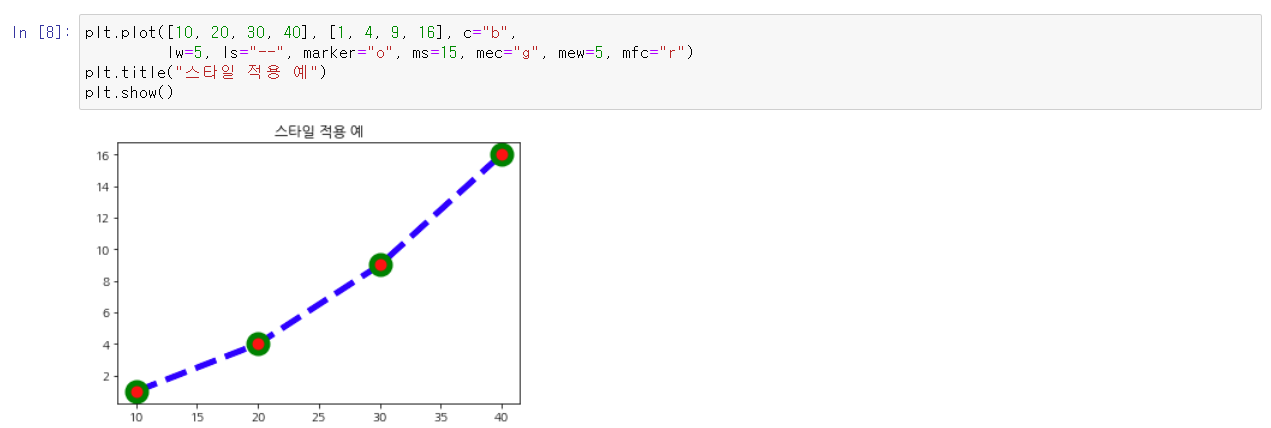 In [8]: plt.plot([10, 20, 30, 40], [1, 4, 9, 16], c="b",
lw=5, ls="--", marker="o", ms=15, mec="g", mew=5, mfc="r")
plt.title("스타일 적용 예")
plt.show()
스타일 적용 예
16
14
12
10
8
6
4
2
10 15 20 25 30 35 40